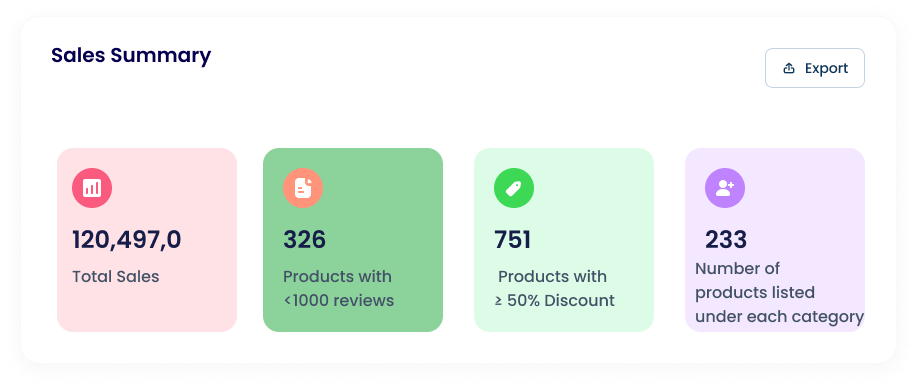 Sales Summary
Export
120,497,0
Total Sales
326
Products with
<1000 reviews
751
Products with
≥ 50% Discount
233
Number of
products listed
under each category